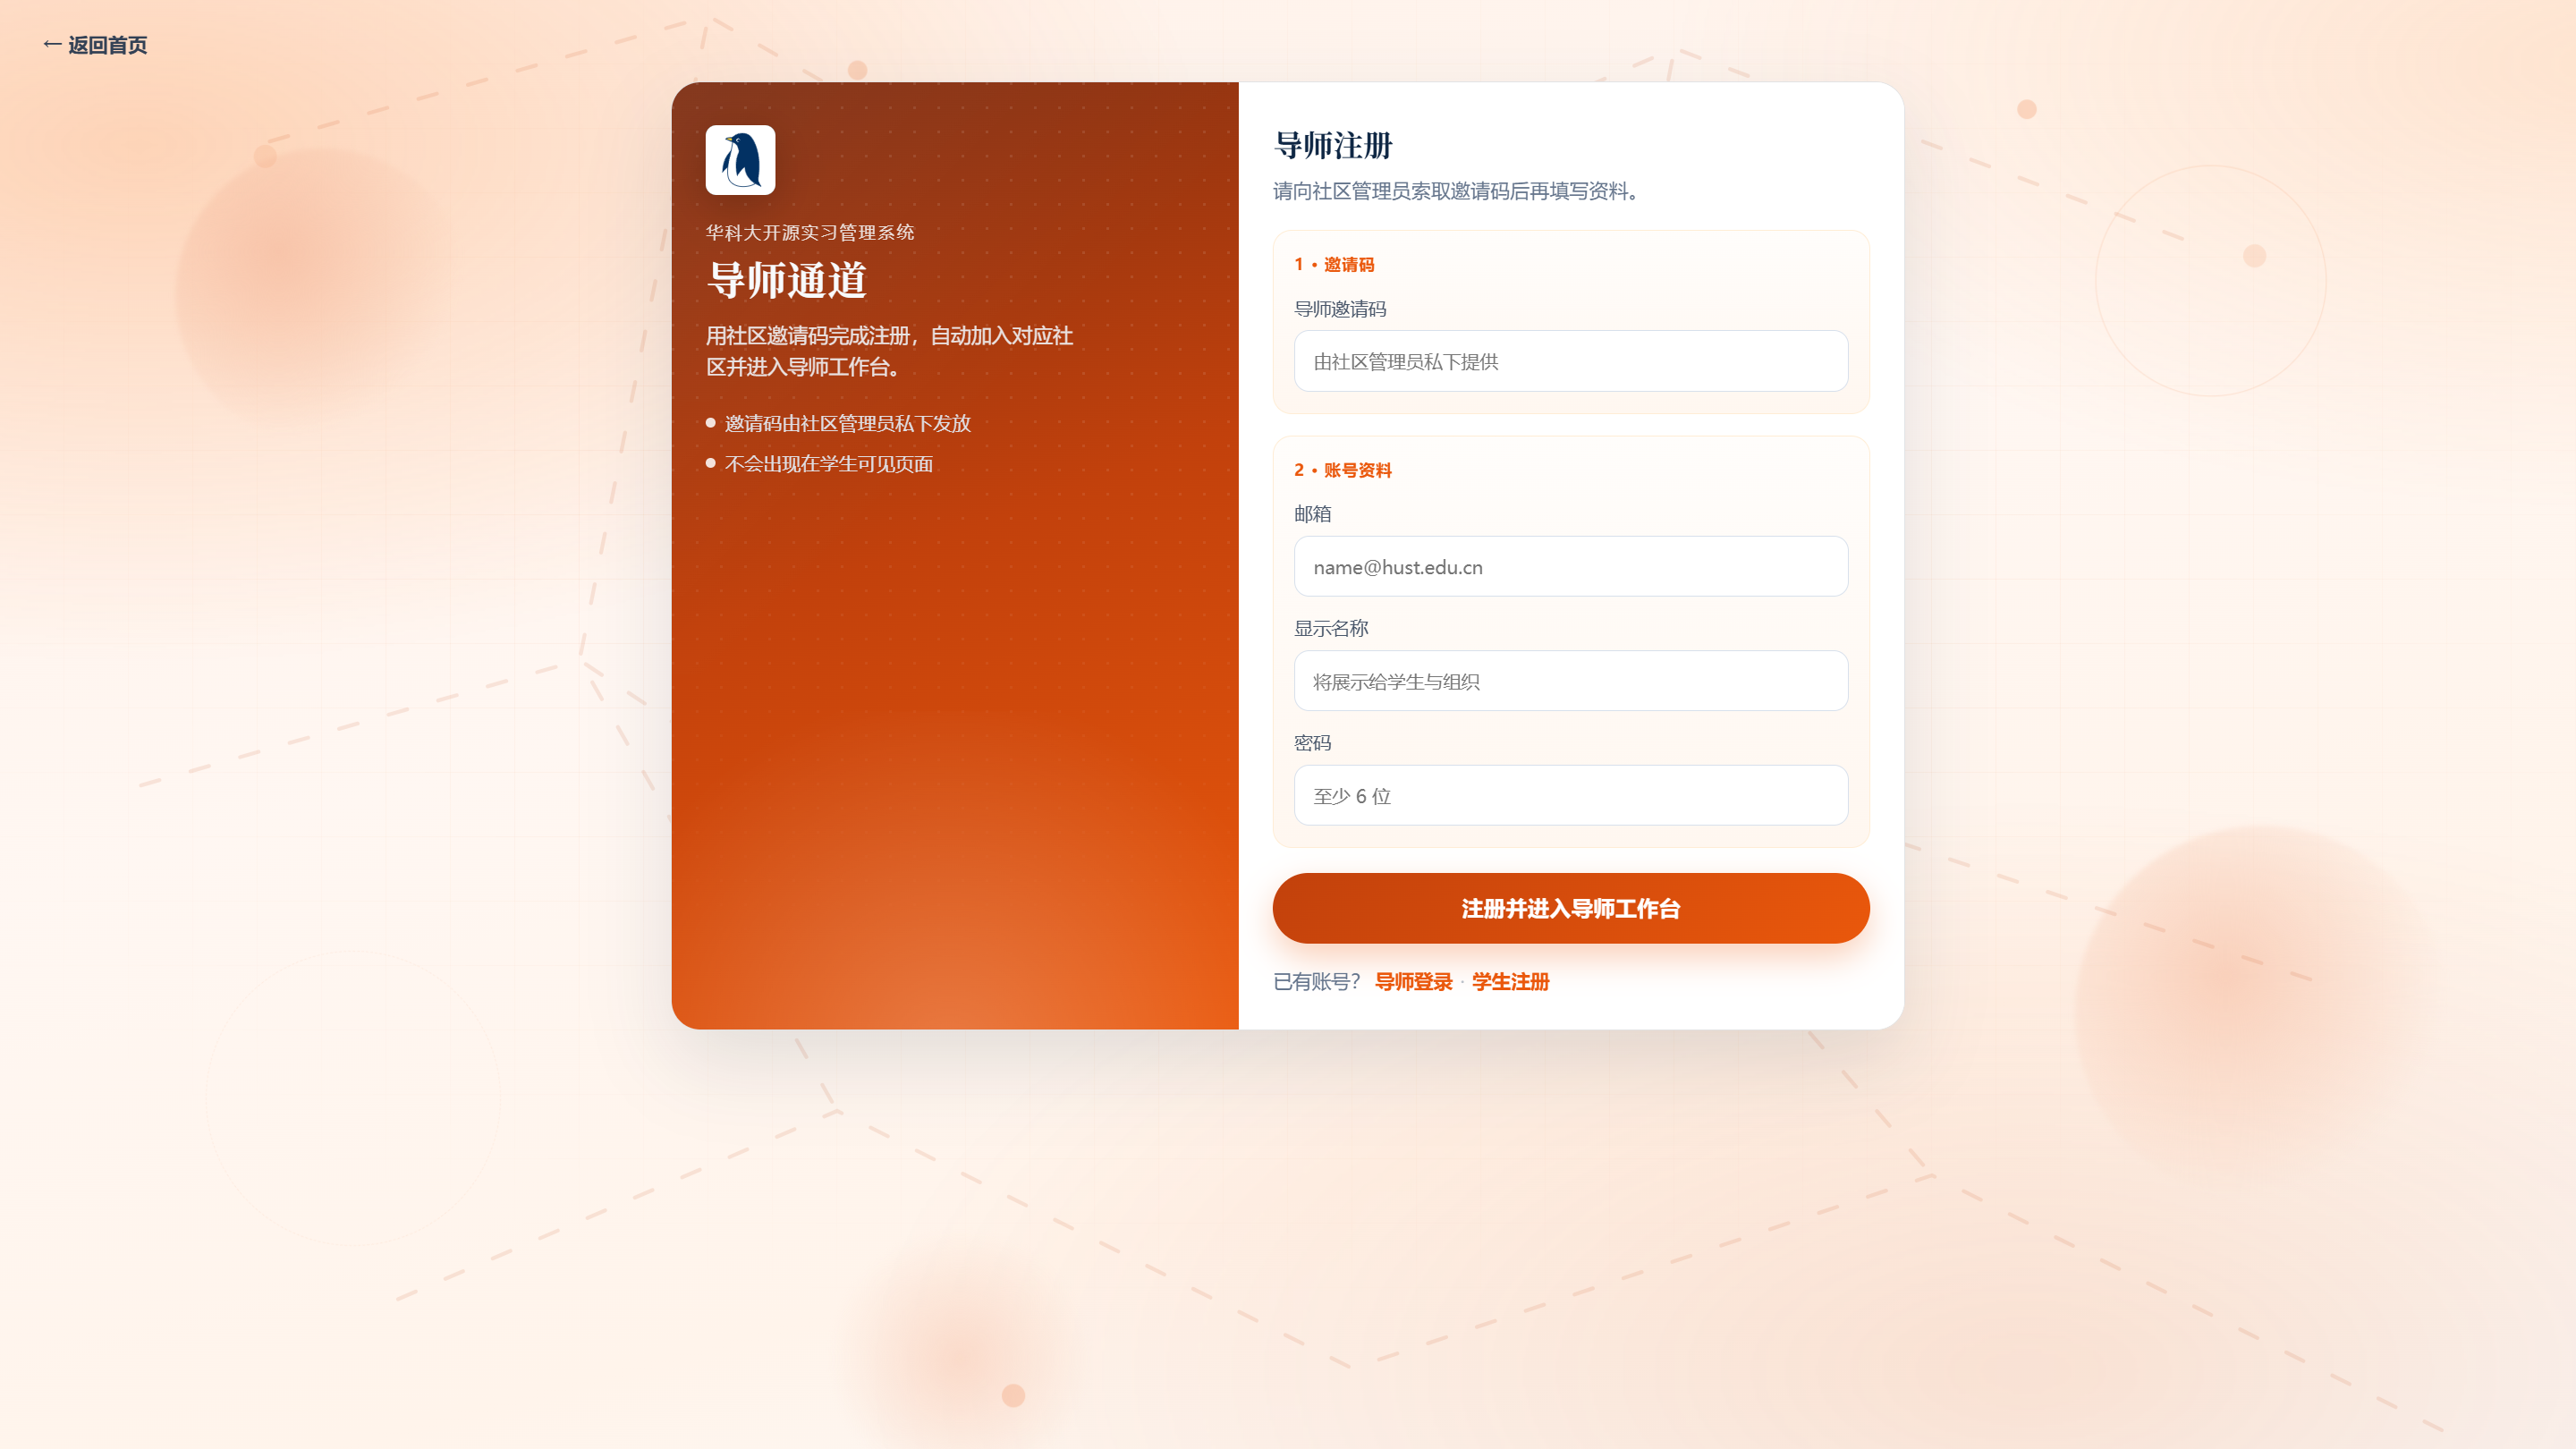 ← 返回首页
华科大开源实习管理系统
导师通道
用社区邀请码完成注册，自动加入对应社
区并进入导师工作台。
邀请码由社区管理员私下发放
不会出现在学生可见页面
导师注册
请向社区管理员索取邀请码后再填写资料。
1 • 邀请码
导师邀请码
由社区管理员私下提供
2 • 账号资料
邮箱
name@hust.edu.cn
显示名称
将展示给学生与组织
密码
至少 6 位
注册并进入导师工作台
已有账号？ 导师登录 · 学生注册